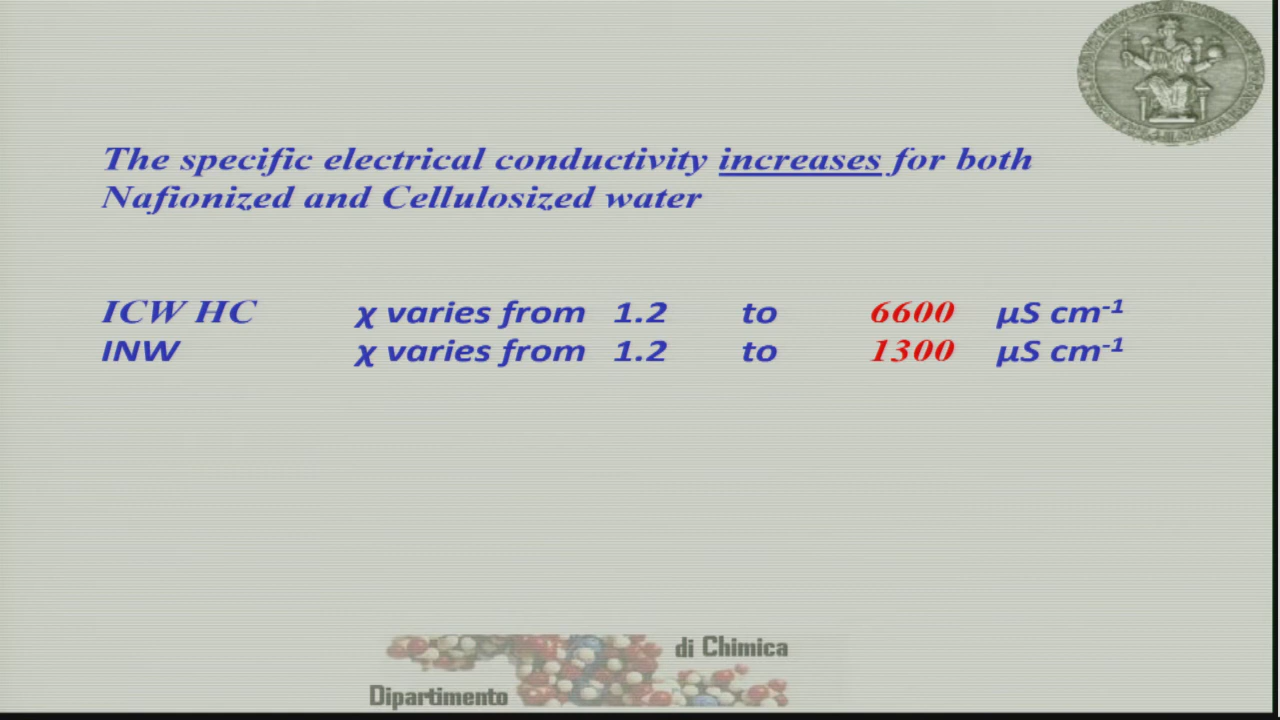 The specific electrical conductivity increases for both
Nafionized and Cellulosized water
ICW HC χ varies from 1.2 to 6600 µS cm⁻¹
INW χ varies from 1.2 to 1300 µS cm⁻¹
di Chimica
Dipartimento